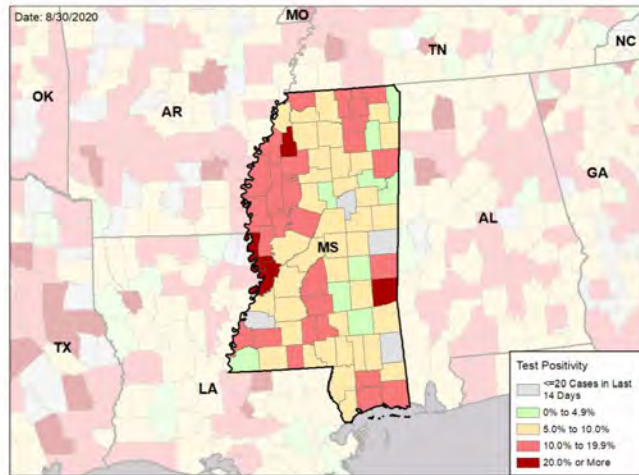 Date: 8/30/2020
MO
NC
TN
OK
AR
GA
AL
MS
TX
LA
Test Positivity
<=20 Cases in Last
14 Days
0% to 4.9%
5.0% to 10.0%
10.0% to 19.9%
20.0% or More